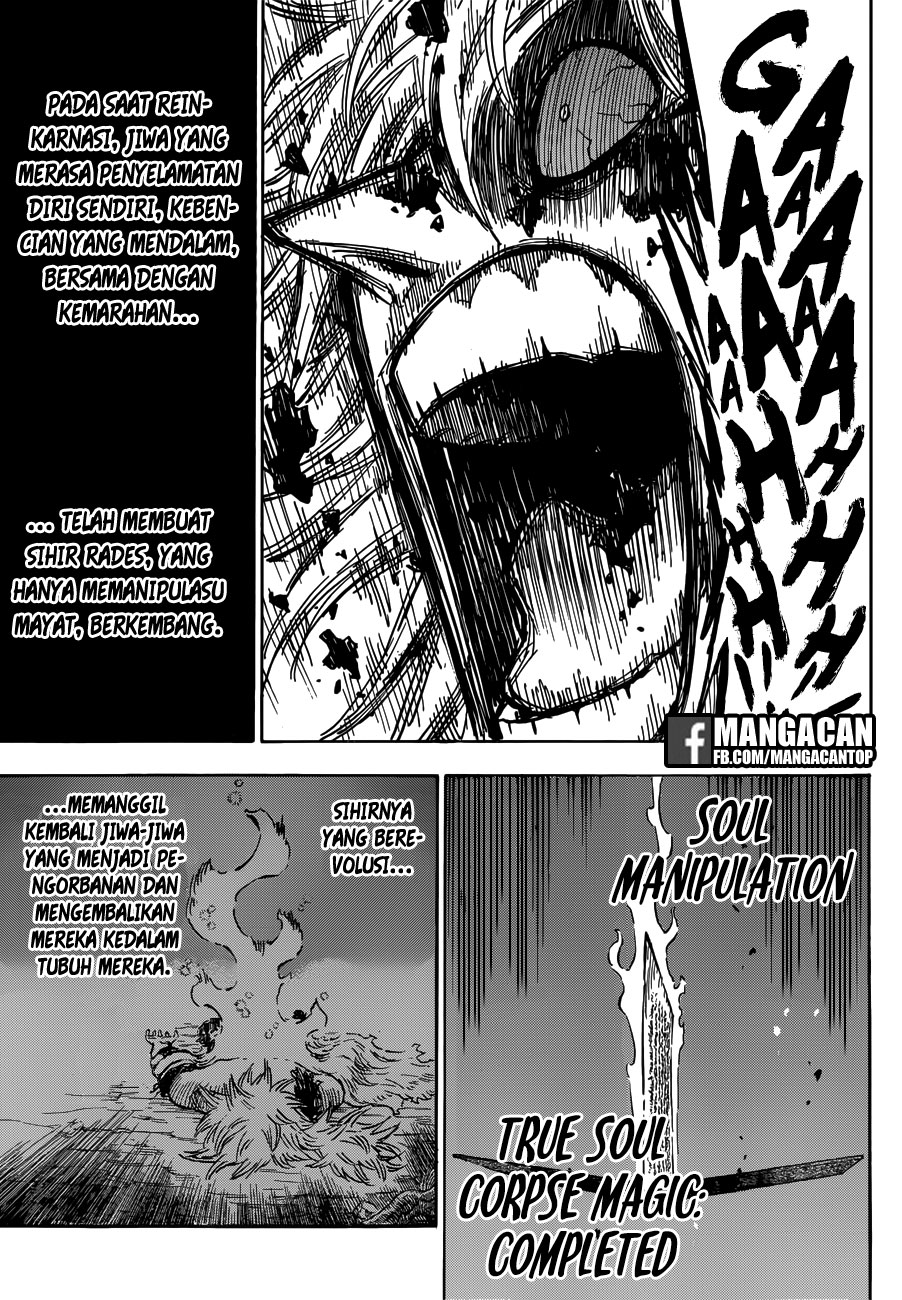 GAAAHHH
AAAAAHHH!!
PADA SAAT REIN-
KARNASI, JIWA YANG
MERASA PENYELAMATAN
DIRI SENDIRI, KEBEN-
CIAN YANG MENDALAM,
BERSAMA DENGAN
KEMARAHAN...
... TELAH MEMBUAT
SIHIR RADES, YANG
HANYA MEMANIPULASU
MAYAT, BERKEMBANG.
f MANGACAN
FB.COM/MANGACANTOP
SOUL
MANIPULATION
TRUE SOUL
CORPSE MAGIC:
COMPLETED
SIHIRNYA
YANG BERE-
VOLUSI...
...MEMANGGIL
KEMBALI JIWA-JIWA
YANG MENJADI PE-
NGORBANAN DAN
MENGEMBALIKAN
MEREKA KEDALAM
TUBUH MEREKA.